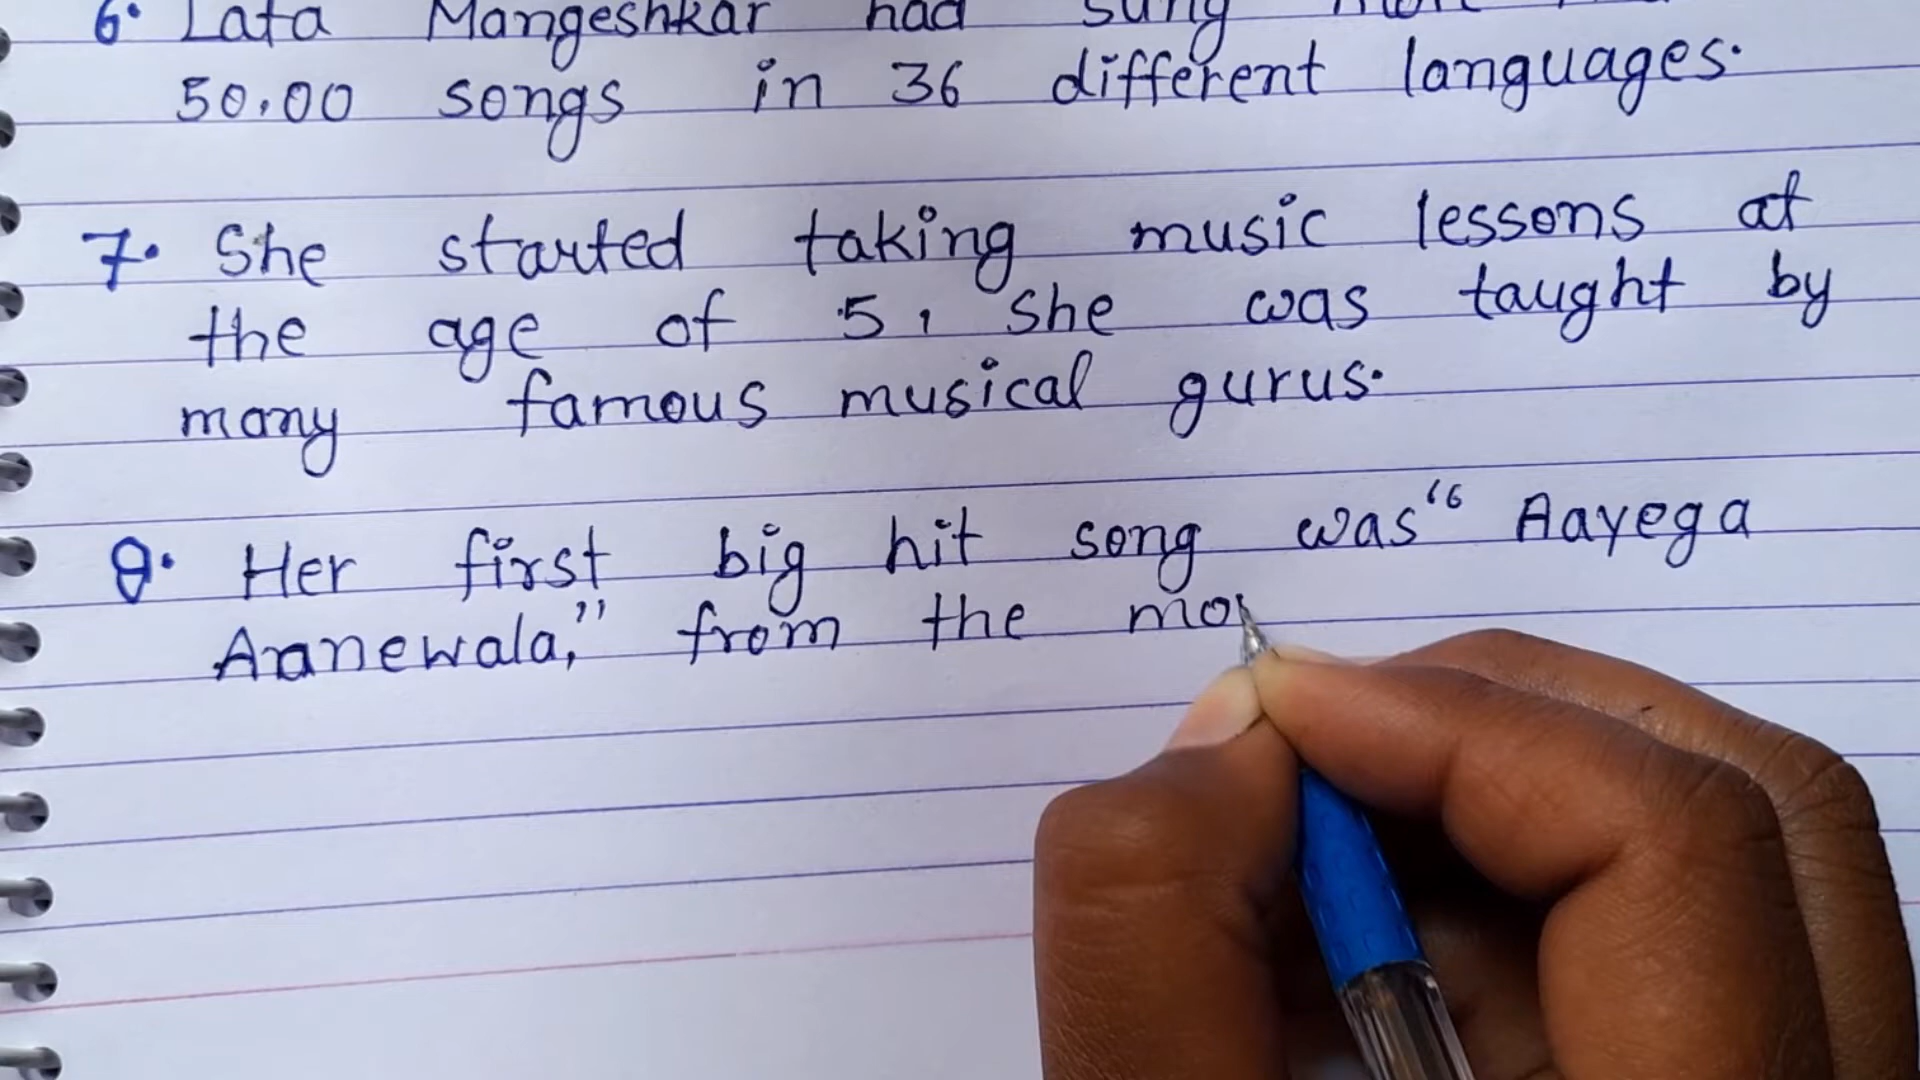 6. Lata Mangeshkar had sung
50.00 songs in 36 different languages.
7. She started taking music lessons at
the age of 5, she was taught by
many famous musical gurus.
8. Her first big hit song was “ Aayega
Aanewala,” from the mov